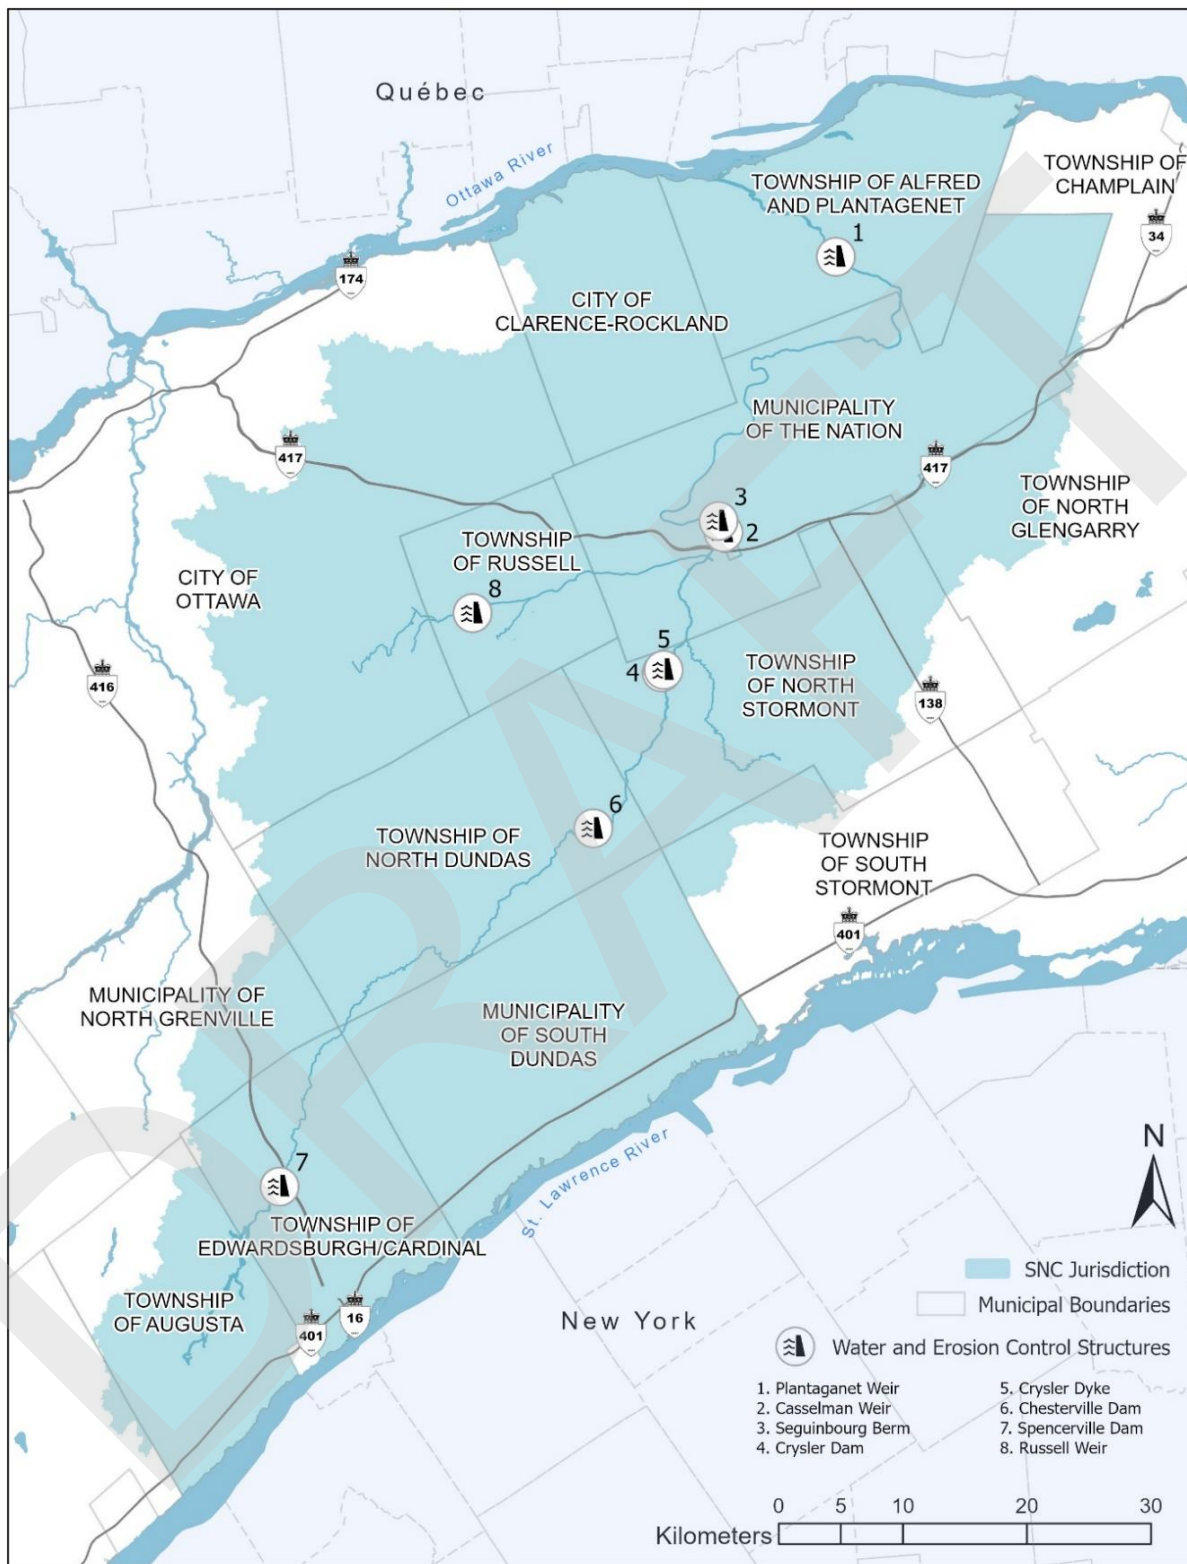 Québec
Ottawa River
TOWNSHIP OF ALFRED
AND PLANTAGENET
TOWNSHIP OF
CHAMPLAIN
1
34
174
CITY OF
CLARENCE-ROCKLAND
MUNICIPALITY
OF THE NATION
417
417
TOWNSHIP
OF NORTH
GLENGARRY
3
2
TOWNSHIP
OF RUSSELL
8
CITY OF
OTTAWA
5
4
TOWNSHIP
OF NORTH
STORMONT
416
138
6
TOWNSHIP OF
NORTH DUNDAS
TOWNSHIP
OF SOUTH
STORMONT
401
MUNICIPALITY OF
NORTH GRENVILLE
MUNICIPALITY
OF SOUTH
DUNDAS
7
St. Lawrence River
N
TOWNSHIP OF
EDWARDSBURGH/CARDINAL
TOWNSHIP
OF AUGUSTA
16
401
New York
SNC Jurisdiction
Municipal Boundaries
Water and Erosion Control Structures
1. Plantaganet Weir
2. Casselman Weir
3. Seguinbourg Berm
4. Crysler Dam
5. Crysler Dyke
6. Chesterville Dam
7. Spencerville Dam
8. Russell Weir
0 5 10 20 30
Kilometers
DRAFT